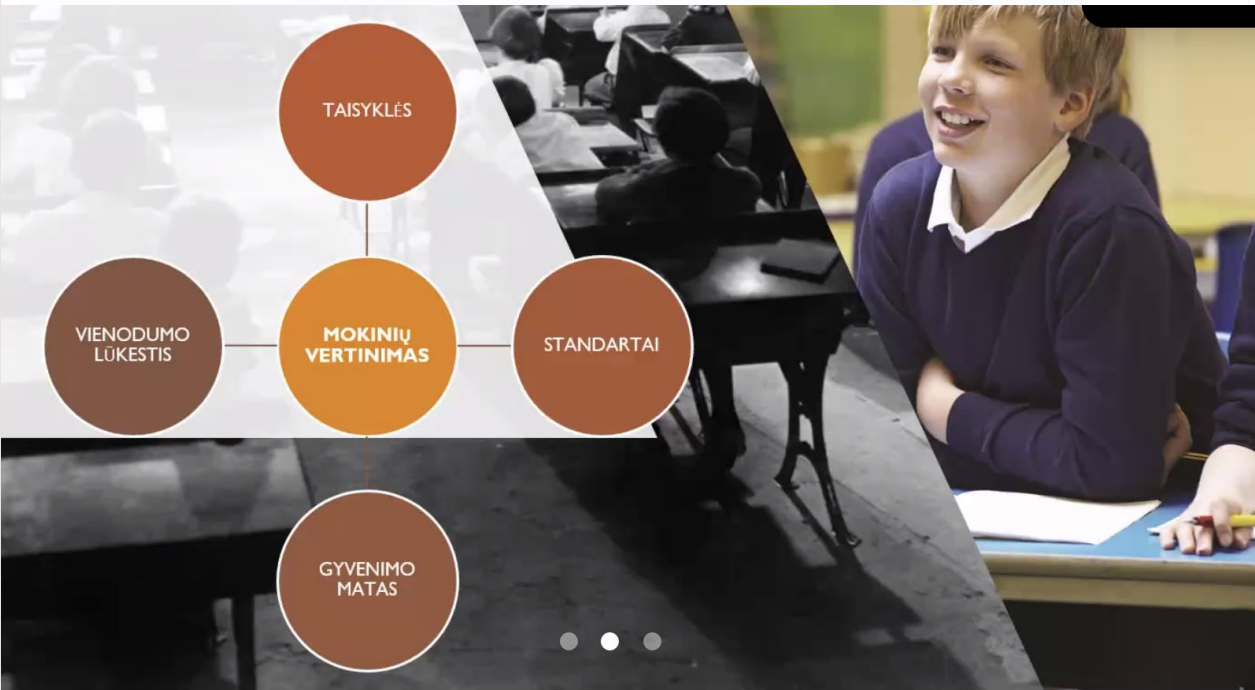 TAISYKLĖS
VIENODUMO
LŪKESTIS
MOKINIŲ
VERTINIMAS
STANDARTAI
GYVENIMO
MATAS